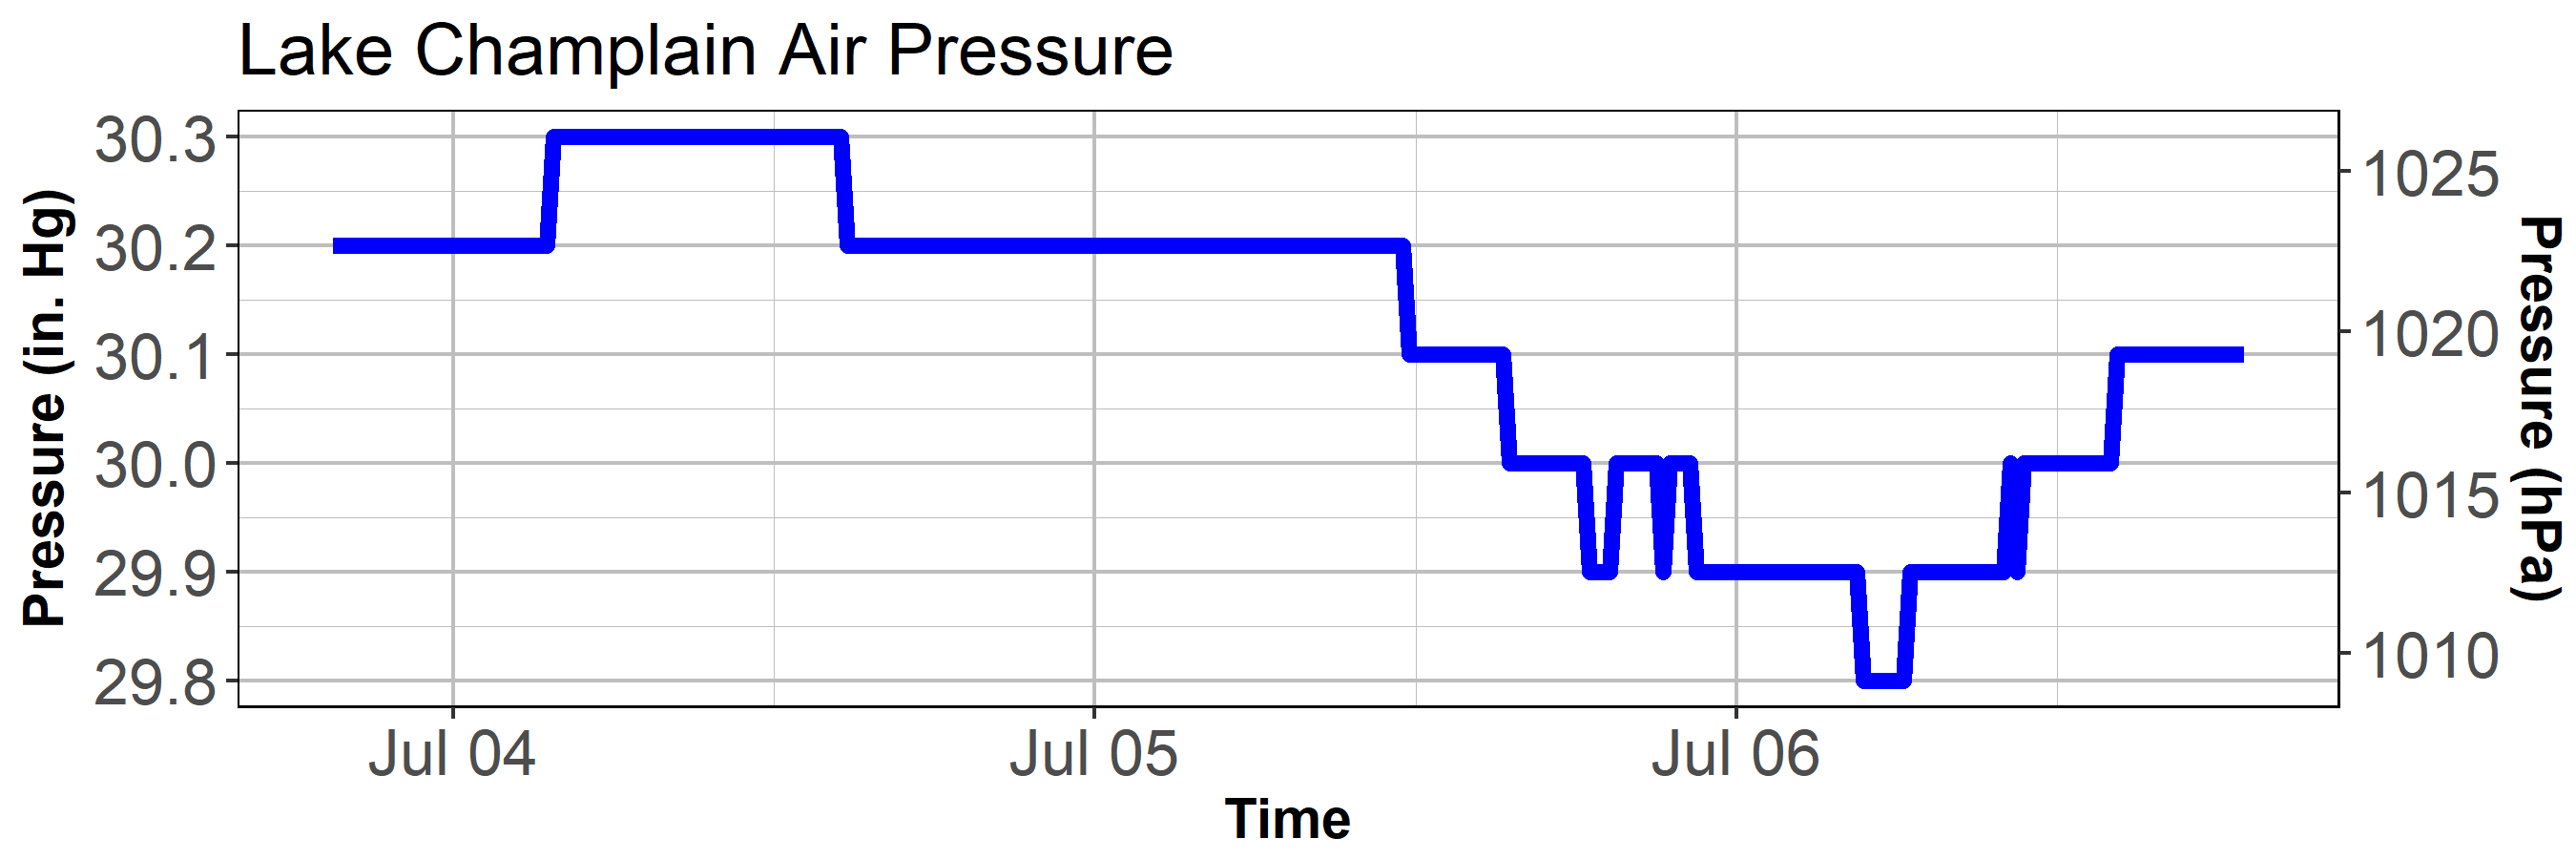 Lake Champlain Air Pressure
Pressure (in. Hg)
30.3
30.2
30.1
30.0
29.9
29.8
1025
1020
1015
1010
Pressure (hPa)
Jul 04 Jul 05 Jul 06
Time